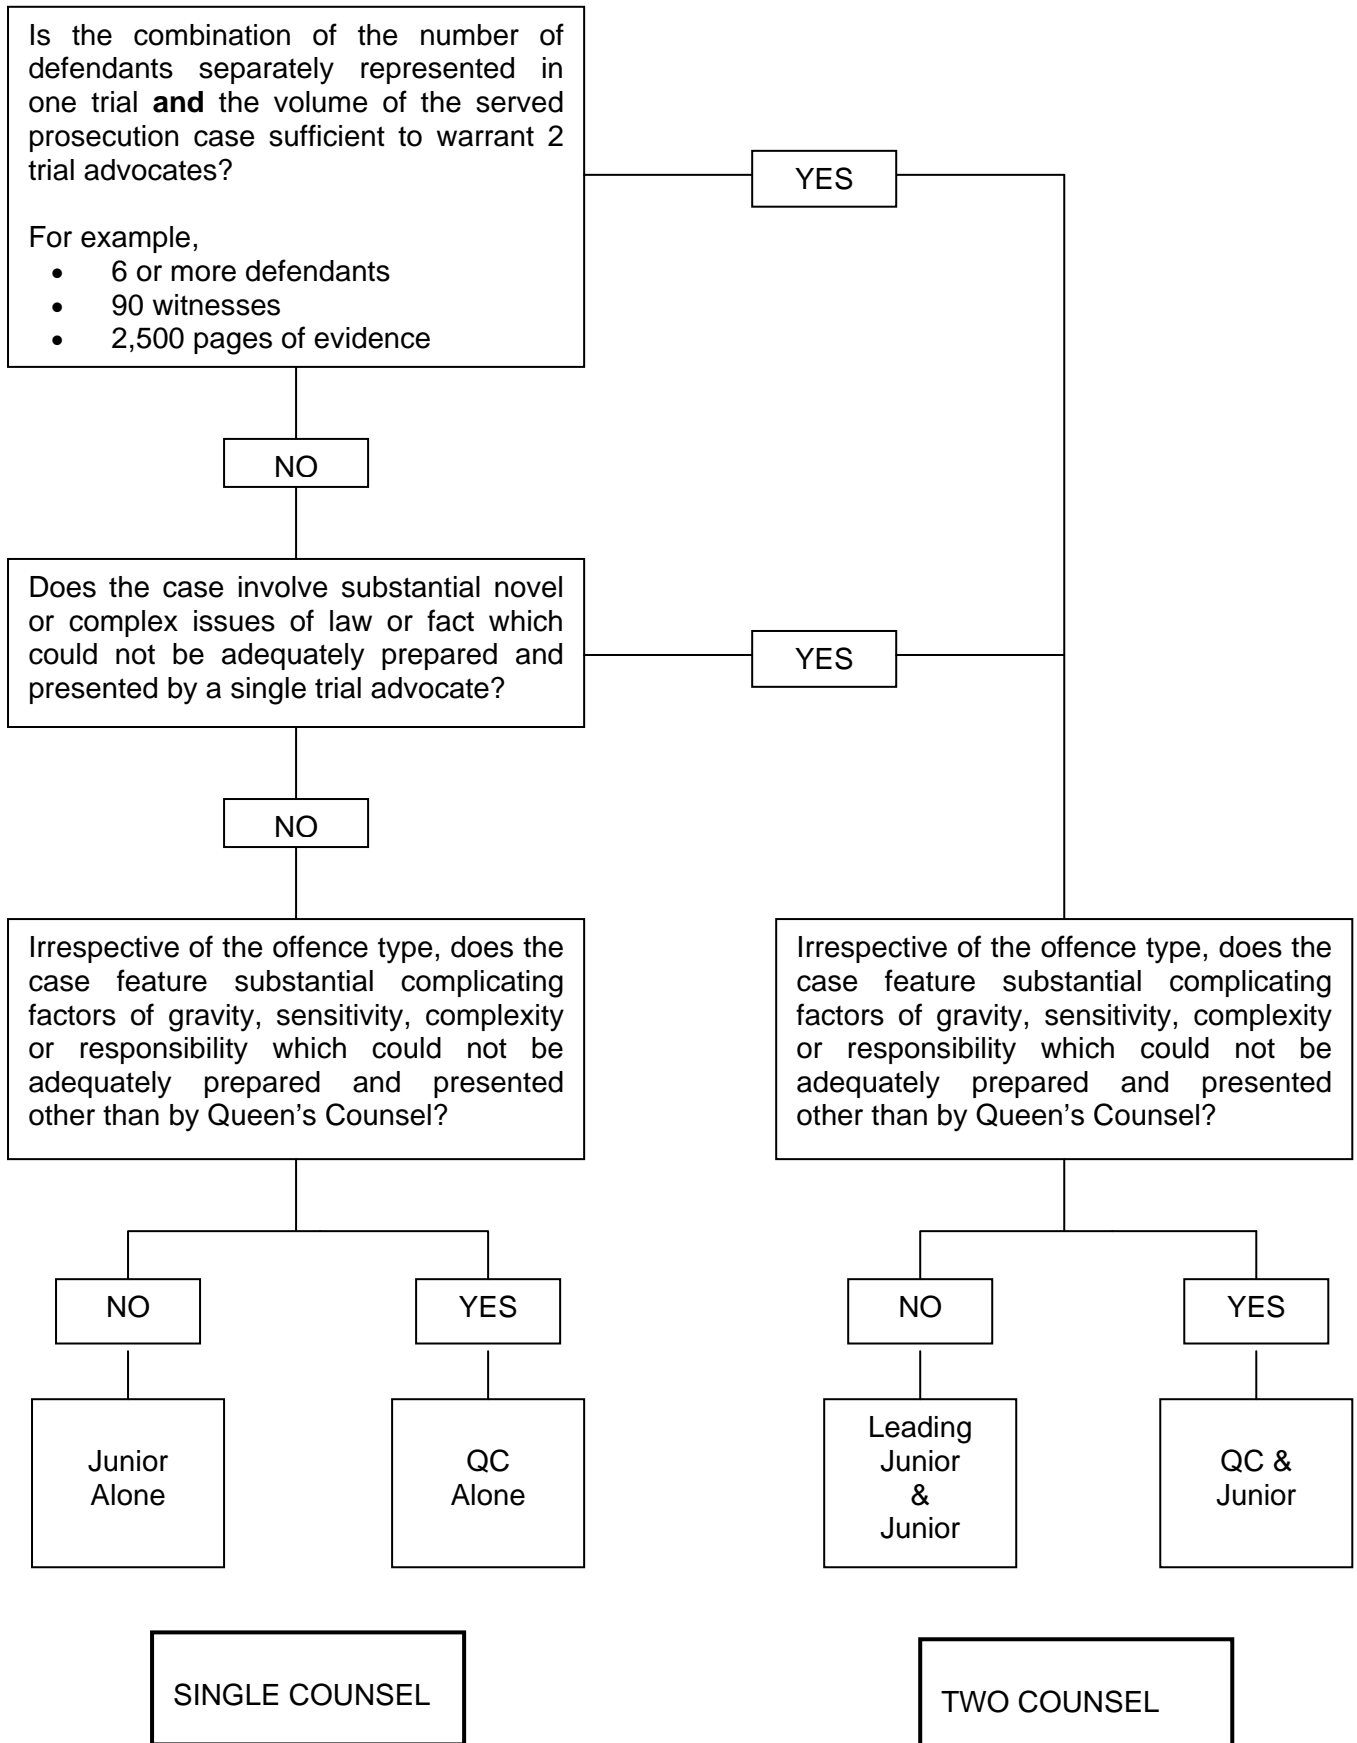 Is the combination of the number of
defendants separately represented in
one trial and the volume of the served
prosecution case sufficient to warrant 2
trial advocates?
For example,
• 6 or more defendants
• 90 witnesses
• 2,500 pages of evidence
YES
NO
Does the case involve substantial novel
or complex issues of law or fact which
could not be adequately prepared and
presented by a single trial advocate?
YES
NO
Irrespective of the offence type, does the
case feature substantial complicating
factors of gravity, sensitivity, complexity
or responsibility which could not be
adequately prepared and presented
other than by Queen’s Counsel?
Irrespective of the offence type, does the
case feature substantial complicating
factors of gravity, sensitivity, complexity
or responsibility which could not be
adequately prepared and presented
other than by Queen’s Counsel?
NO
YES
NO
YES
Junior
Alone
QC
Alone
Leading
Junior
&
Junior
QC &
Junior
SINGLE COUNSEL
TWO COUNSEL